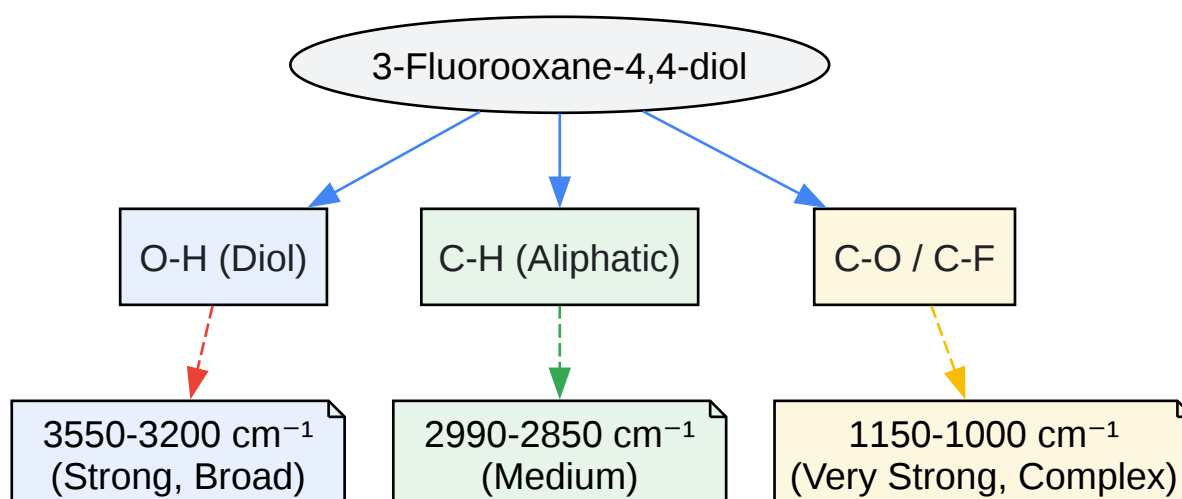 3-Fluorooxane-4,4-diol
O-H (Diol)
C-H (Aliphatic)
C-O / C-F
3550-3200 cm⁻¹
(Strong, Broad)
2990-2850 cm⁻¹
(Medium)
1150-1000 cm⁻¹
(Very Strong, Complex)